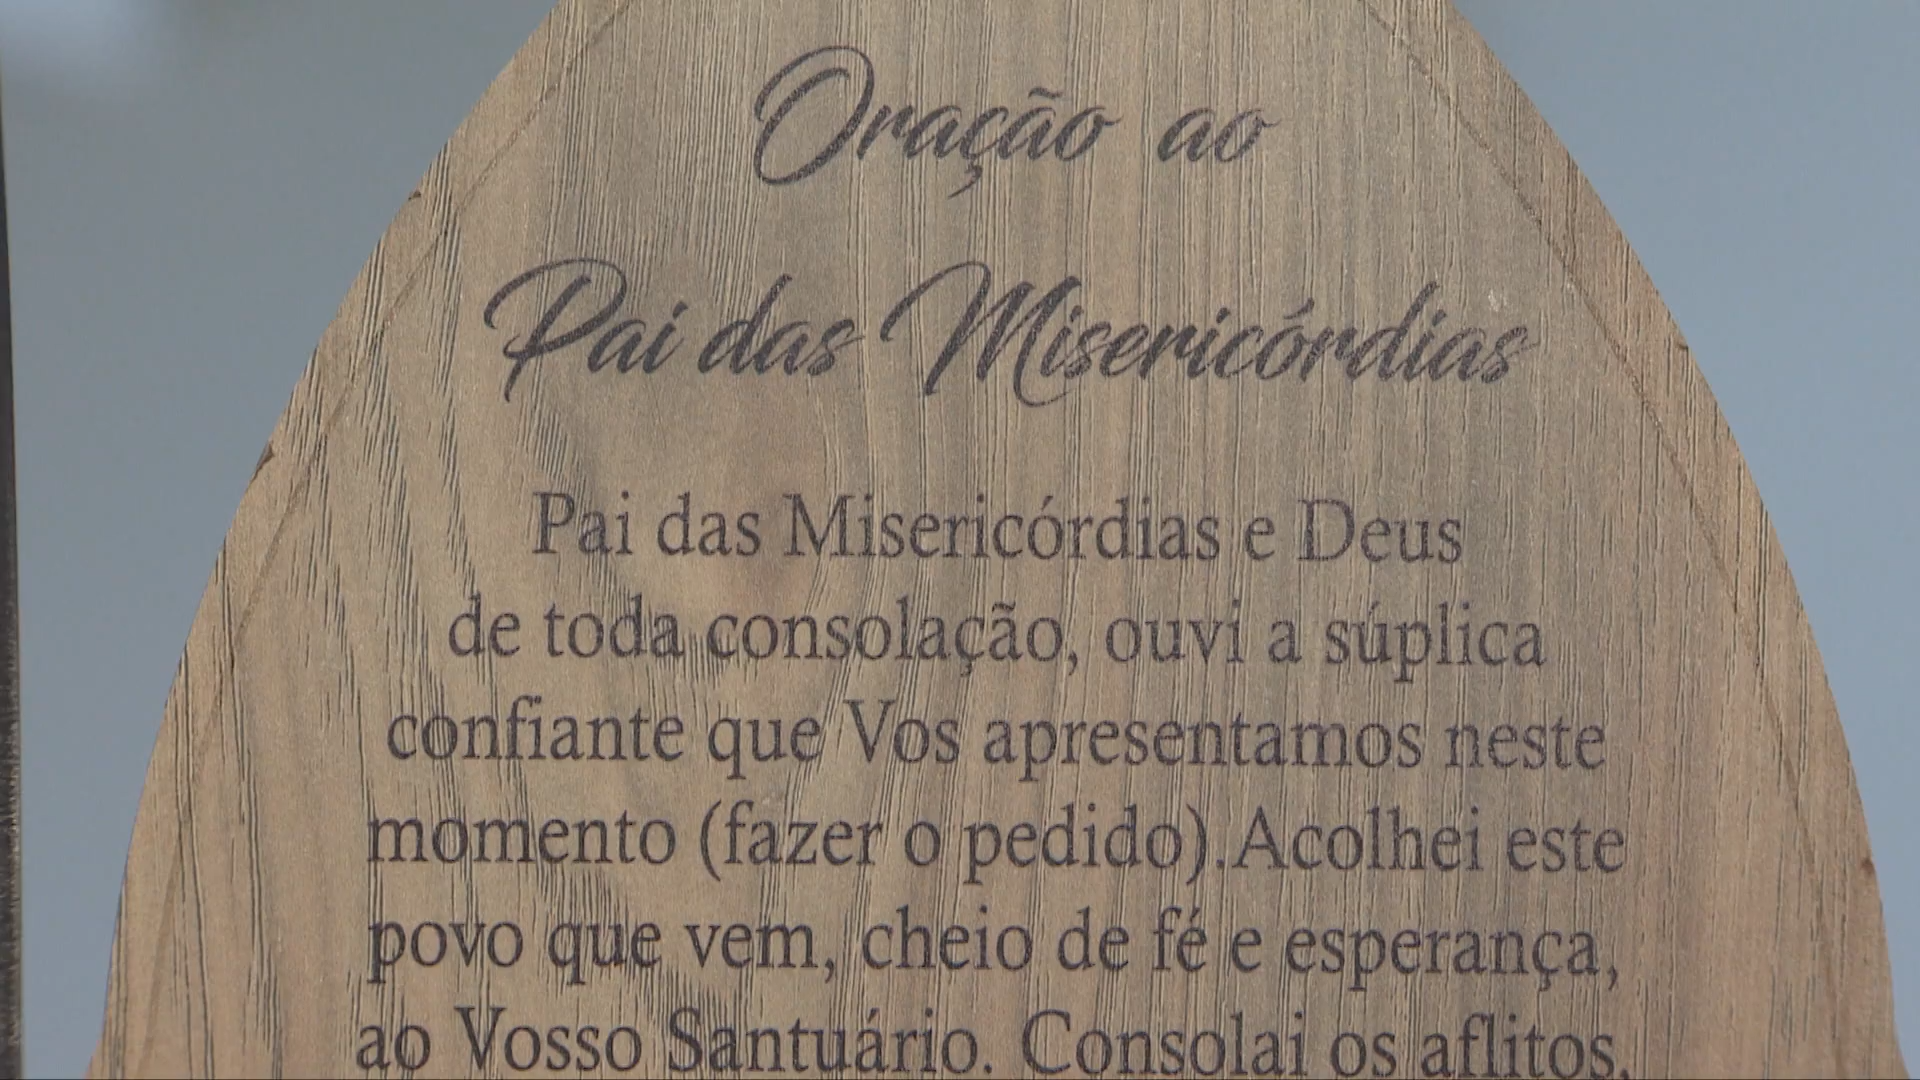 Oração ao
Pai das Misericórdias
Pai das Misericórdias e Deus
de toda consolação, ouvi a súplica
confiante que Vos apresentamos neste
momento (fazer o pedido).Acolhei este
povo que vem, cheio de fé e esperança,
ao Vosso Santuário. Consolai os aflitos,